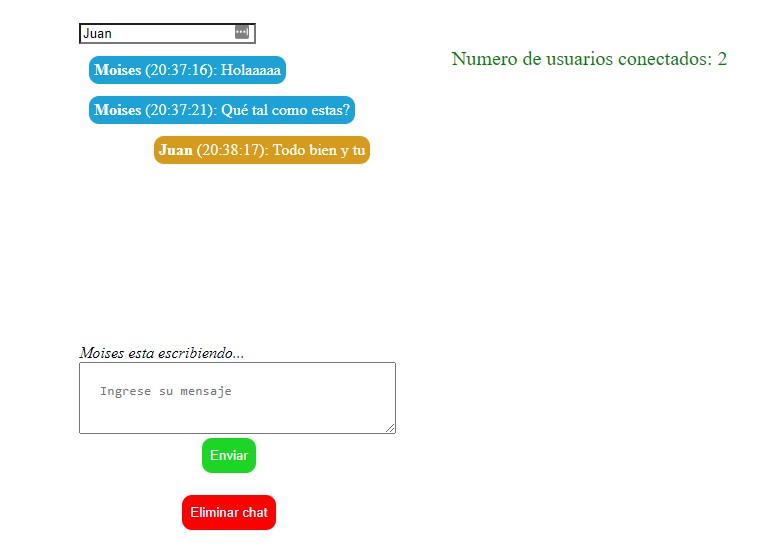 Juan
Numero de usuarios conectados: 2
Moises (20:37:16): Holaaaaa
Moises (20:37:21): Qué tal como estas?
Juan (20:38:17): Todo bien y tu
Moises esta escribiendo...
Ingrese su mensaje
Enviar
Eliminar chat